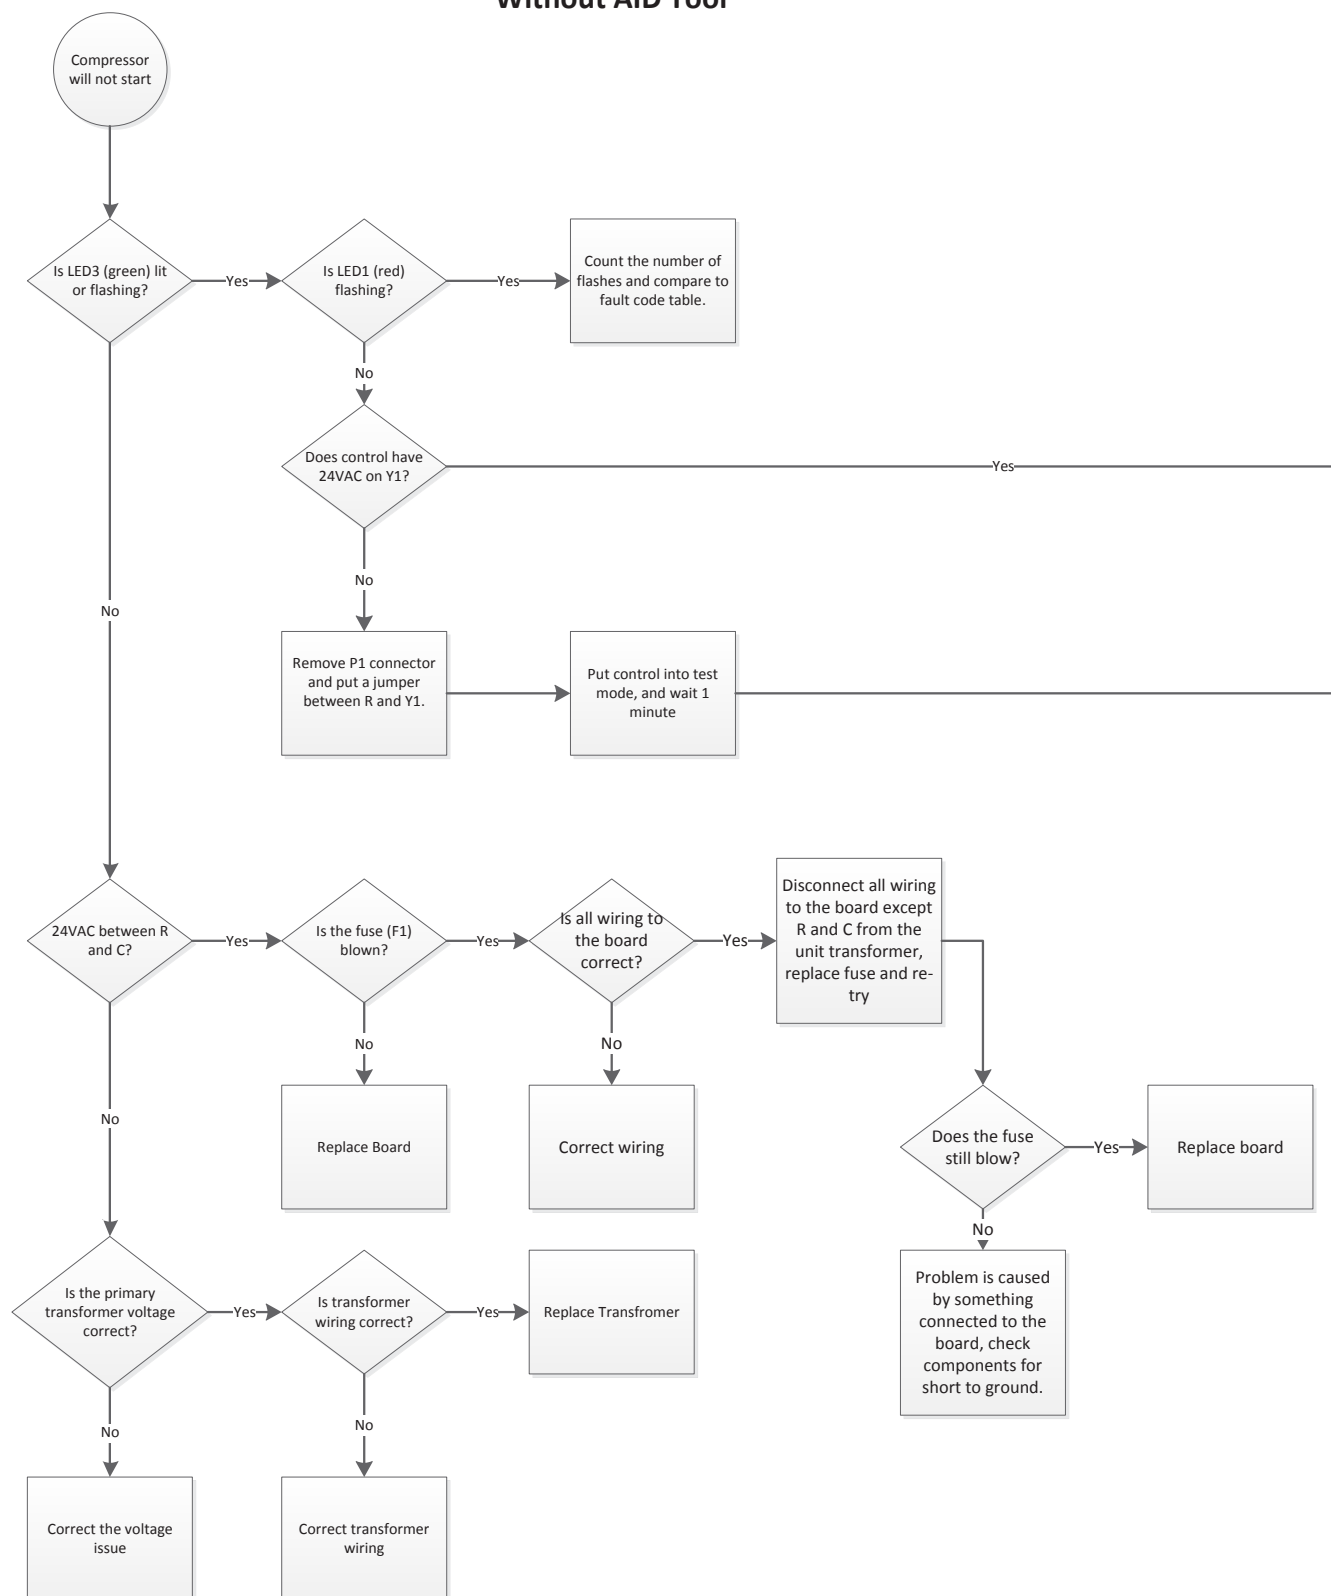 Without AID Tool
Compressor
will not start
Is LED3 (green) lit
or flashing?
Yes
Is LED1 (red)
flashing?
Yes
Count the number of
flashes and compare to
fault code table.
No
Does control have
24VAC on Y1?
Yes
No
No
Remove P1 connector
and put a jumper
between R and Y1.
Put control into test
mode, and wait 1
minute
24VAC between R
and C?
Yes
Is the fuse (F1)
blown?
Yes
Is all wiring to
the board
correct?
Yes
Disconnect all wiring
to the board except
R and C from the
unit transformer,
replace fuse and re-
try
No
No
No
Replace Board
Correct wiring
Does the fuse
still blow?
Yes
Replace board
No
Is the primary
transformer voltage
correct?
Yes
Is transformer
wiring correct?
Yes
Replace Transfromer
Problem is caused
by something
connected to the
board, check
components for
short to ground.
No
No
Correct the voltage
issue
Correct transformer
wiring